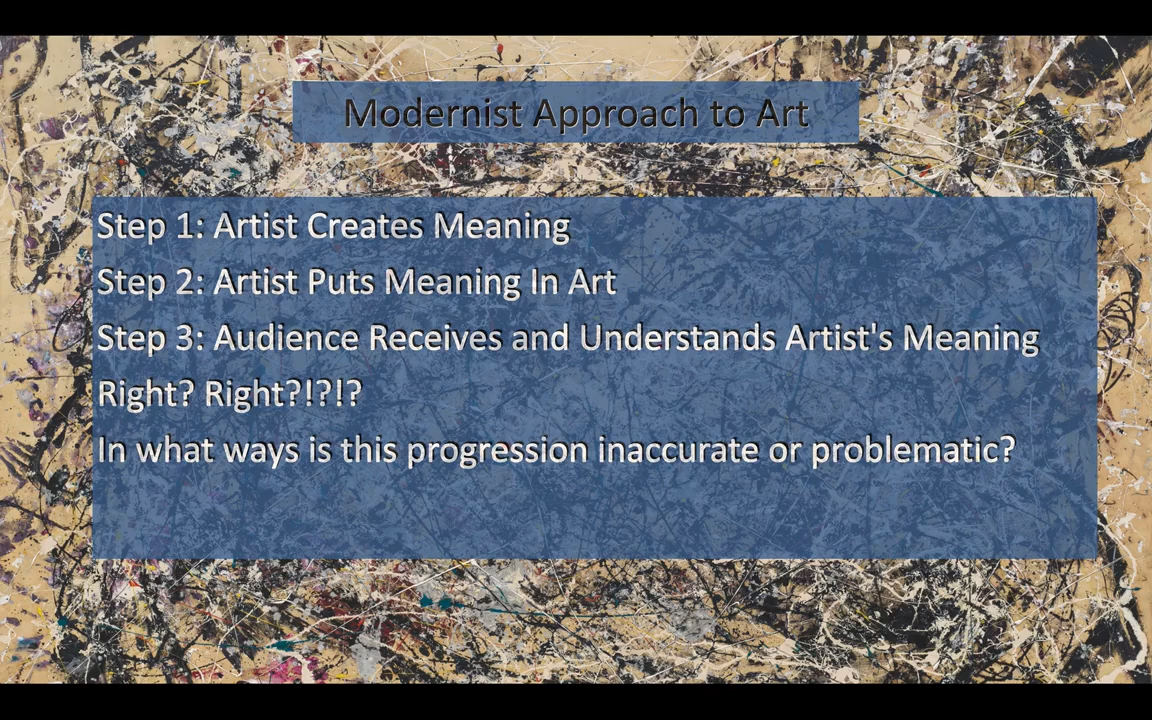 Modernist Approach to Art
Step 1: Artist Creates Meaning
Step 2: Artist Puts Meaning In Art
Step 3: Audience Receives and Understands Artist's Meaning
Right? Right?!?!?
In what ways is this progression inaccurate or problematic?